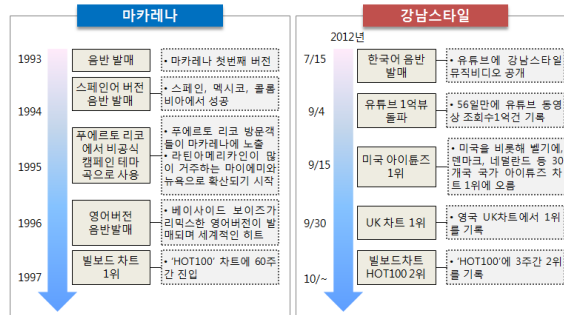 마카레나
1993
음반 발매
• 마카레나 첫번째 버전
스페인어 버전
음반 발매
• 스페인, 멕시코, 콜롬
비아에서 성공
1994
푸에르토 리코
에서 비공식
캠페인 테마
곡으로 사용
• 푸에르토 리코 방문객
들이 마카레나에 노출
• 라틴아메리카인이 많
이 거주하는 마이에미와
뉴욕으로 확산되기 시작
1995
1996
영어버전
음반발매
• 베이사이드 보이즈가
리믹스한 영어버전이 발
매되며 세계적인 히트
1997
빌보드 차트
1위
• ‘HOT100’ 차트에 60주
간 진입
강남스타일
2012년
7/15
한국어 음반
발매
• 유튜브에 강남스타일
뮤직비디오 공개
9/4
유튜브 1억뷰
돌파
• 56일만에 유튜브 동영
상 조회수1억건 기록
9/15
미국 아이튠즈
1위
• 미국을 비롯해 벨기에,
덴마크, 네덜란드 등 30
개국 국가 아이튜즈 차
트 1위에 오름
9/30
UK 차트 1위
• 영국 UK차트에서 1위
를 기록
10/~
빌보드차트
HOT100 2위
• ‘HOT100’에 3주간 2위
를 기록